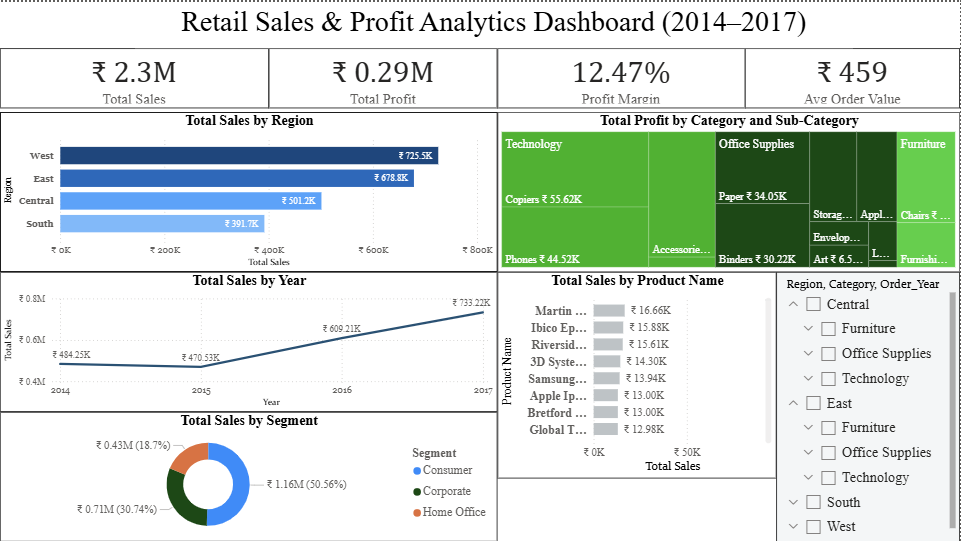 Retail Sales & Profit Analytics Dashboard (2014–2017)
₹ 2.3M
Total Sales
₹ 0.29M
Total Profit
12.47%
Profit Margin
₹ 459
Avg Order Value
Total Sales by Region
Region
West ₹ 725.5K
East ₹ 678.8K
Central ₹ 501.2K
South ₹ 391.7K
₹ 0K ₹ 200K ₹ 400K ₹ 600K ₹ 800K
Total Sales
Total Profit by Category and Sub-Category
Technology
Copiers ₹ 55.62K
Phones ₹ 44.52K
Accessorie...
Office Supplies
Paper ₹ 34.05K
Binders ₹ 30.22K
Storag...
Appl...
Envelop...
Art ₹ 6.5...
L...
Furniture
Chairs ₹ ...
Furnishi...
Total Sales by Year
Total Sales
₹ 0.8M
₹ 0.6M
₹ 0.4M
₹ 484.25K
₹ 470.53K
₹ 609.21K
₹ 733.22K
2014 2015 2016 2017
Year
Total Sales by Product Name
Product Name
Martin ... ₹ 16.66K
Ibico Ep... ₹ 15.88K
Riversid... ₹ 15.61K
3D Syste... ₹ 14.30K
Samsung... ₹ 13.94K
Apple Ip... ₹ 13.00K
Bretford ... ₹ 13.00K
Global T... ₹ 12.98K
₹ 0K ₹ 50K
Total Sales
Region, Category, Order_Year
Central
Furniture
Office Supplies
Technology
East
Furniture
Office Supplies
Technology
South
West
Total Sales by Segment
₹ 0.43M (18.7%)
₹ 1.16M (50.56%)
₹ 0.71M (30.74%)
Segment
Consumer
Corporate
Home Office